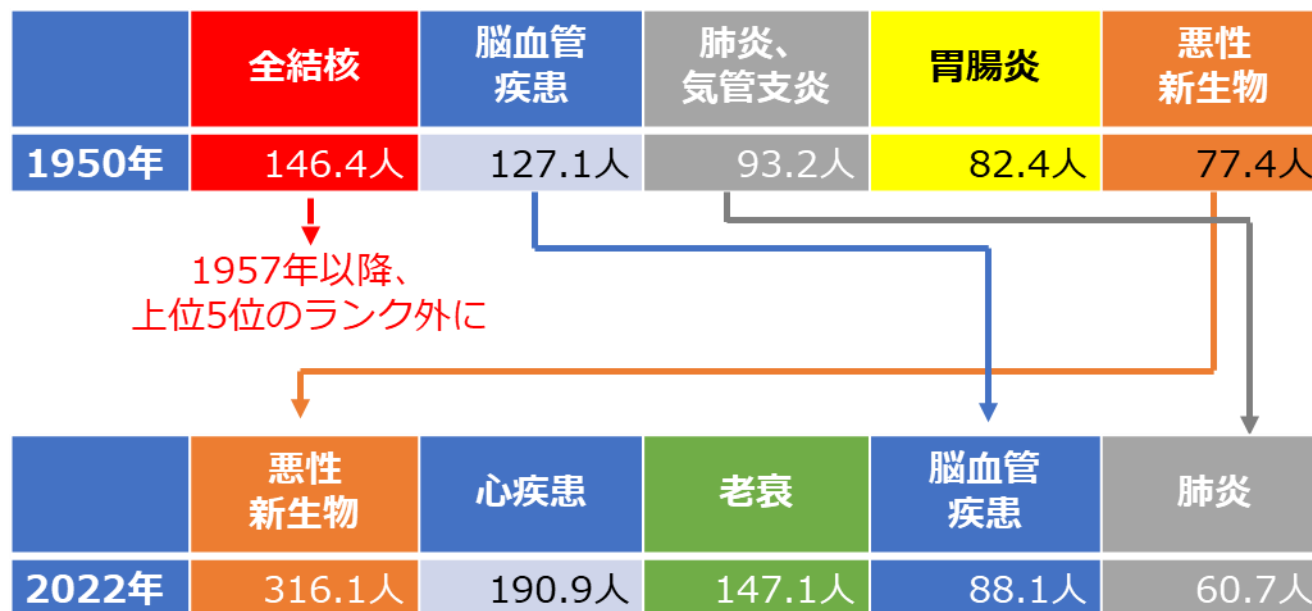 全結核
脳血管
疾患
肺炎、
気管支炎
胃腸炎
悪性
新生物
1950年
146.4人
127.1人
93.2人
82.4人
77.4人
1957年以降、
上位5位のランク外に
悪性
新生物
心疾患
老衰
脳血管
疾患
肺炎
2022年
316.1人
190.9人
147.1人
88.1人
60.7人